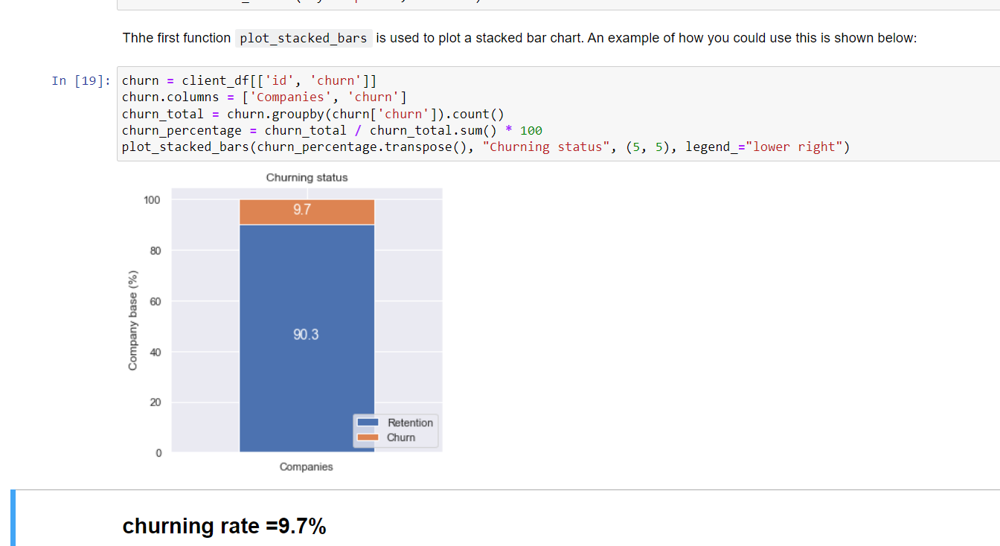 Thhe first function plot_stacked_bars is used to plot a stacked bar chart. An example of how you could use this is shown below:
In [19]: churn = client_df[['id', 'churn']]
churn.columns = ['Companies', 'churn']
churn_total = churn.groupby(churn['churn']).count()
churn_percentage = churn_total / churn_total.sum() * 100
plot_stacked_bars(churn_percentage.transpose(), "Churning status", (5, 5), legend_="lower right")
Churning status
100
9.7
80
Company base (%)
60
90.3
40
20
Retention
Churn
0
Companies
churning rate =9.7%